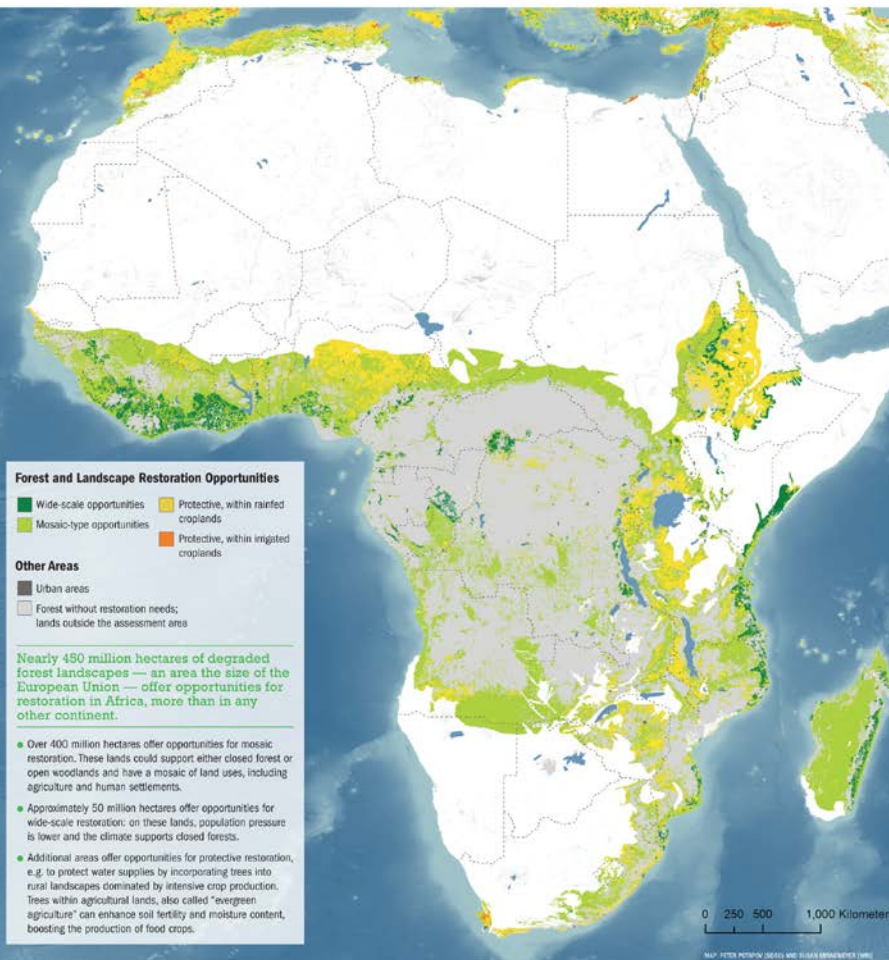 Forest and Landscape Restoration Opportunities
Wide-scale opportunities
Mosaic-type opportunities
Protective, within rainfed
croplands
Protective, within irrigated
croplands
Other Areas
Urban areas
Forest without restoration needs;
lands outside the assessment area
Nearly 450 million hectares of degraded
forest landscapes — an area the size of the
European Union — offer opportunities for
restoration in Africa, more than in any
other continent.
Over 400 million hectares offer opportunities for mosaic
restoration. These lands could support either closed forest or
open woodlands and have a mosaic of land uses, including
agriculture and human settlements.
Approximately 50 million hectares offer opportunities for
wide-scale restoration: on these lands, population pressure
is lower and the climate supports closed forests.
Additional areas offer opportunities for protective restoration,
e.g. to protect water supplies by incorporating trees into
rural landscapes dominated by intensive crop production.
Trees within agricultural lands, also called "evergreen
agriculture" can enhance soil fertility and moisture content,
boosting the production of food crops.
0 250 500 1,000 Kilometer
MAP: PETER POTAPOV AND SUSAN MINNEMEYER (WRI)